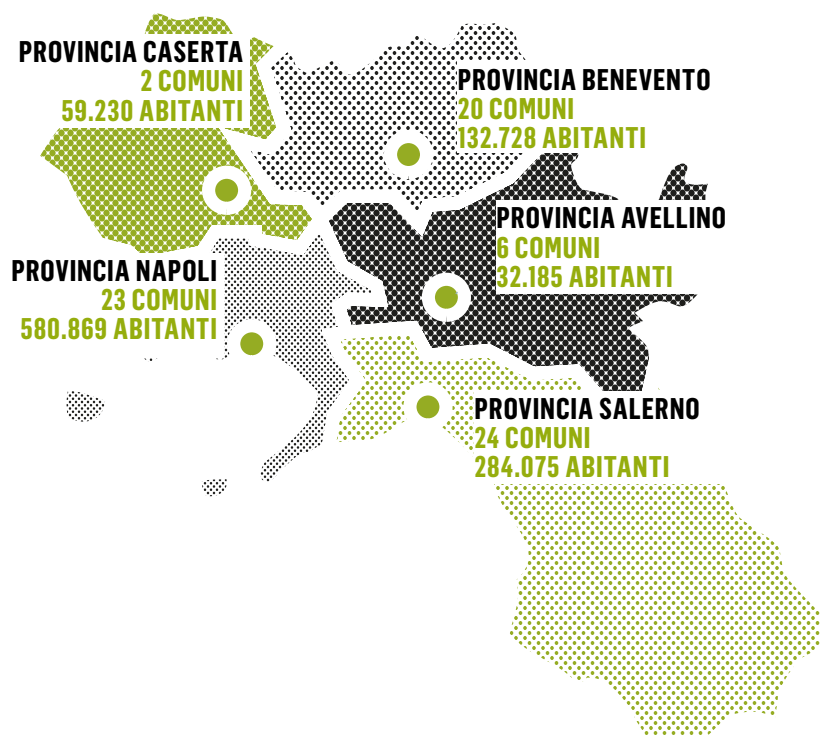 PROVINCIA CASERTA
2 COMUNI
59.230 ABITANTI
PROVINCIA BENEVENTO
20 COMUNI
132.728 ABITANTI
PROVINCIA AVELLINO
6 COMUNI
32.185 ABITANTI
PROVINCIA NAPOLI
23 COMUNI
580.869 ABITANTI
PROVINCIA SALERNO
24 COMUNI
284.075 ABITANTI